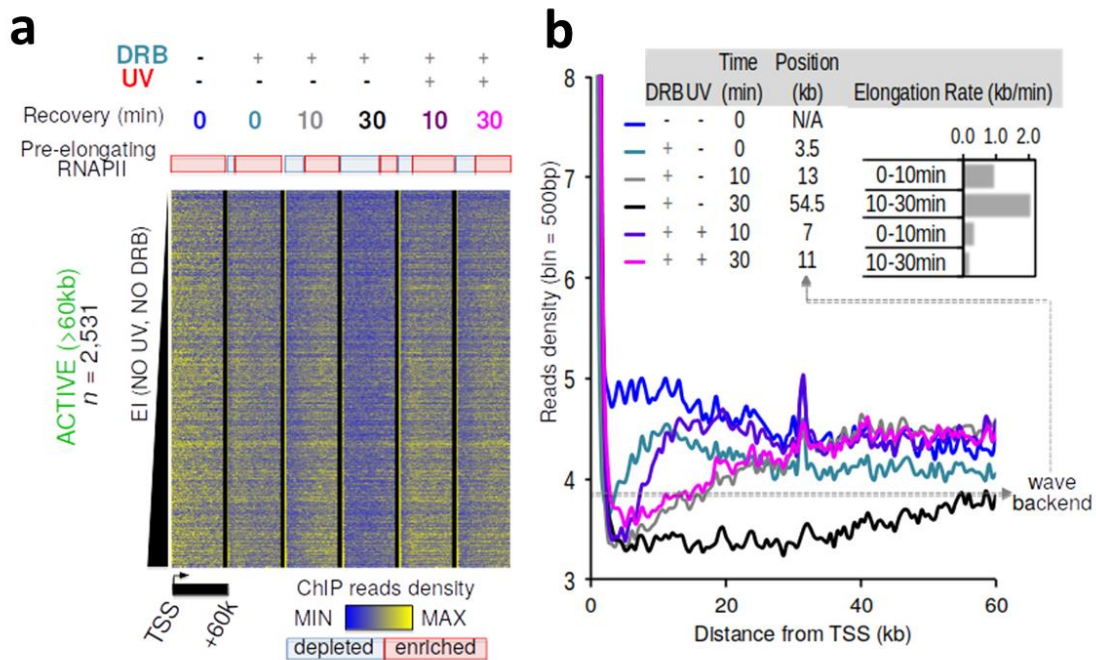 a
DRB - + + + + +
UV - - - - + +
Recovery (min) 0 0 10 30 10 30
Pre-elongating
RNAPII
ACTIVE (>60kb)
n = 2,531
EI (NO UV, NO DRB)
TSS
+60k
ChIP reads density
MIN MAX
depleted enriched
b
Time Position
DRB UV (min) (kb) Elongation Rate (kb/min)
- - 0 N/A
+ - 0 3.5
+ - 10 13
+ - 30 54.5
+ + 10 7
+ + 30 11
0.0 1.0 2.0
0-10min
10-30min
0-10min
10-30min
Reads density (bin = 500bp)
8
7
6
5
4
3
wave
backend
0 20 40 60
Distance from TSS (kb)